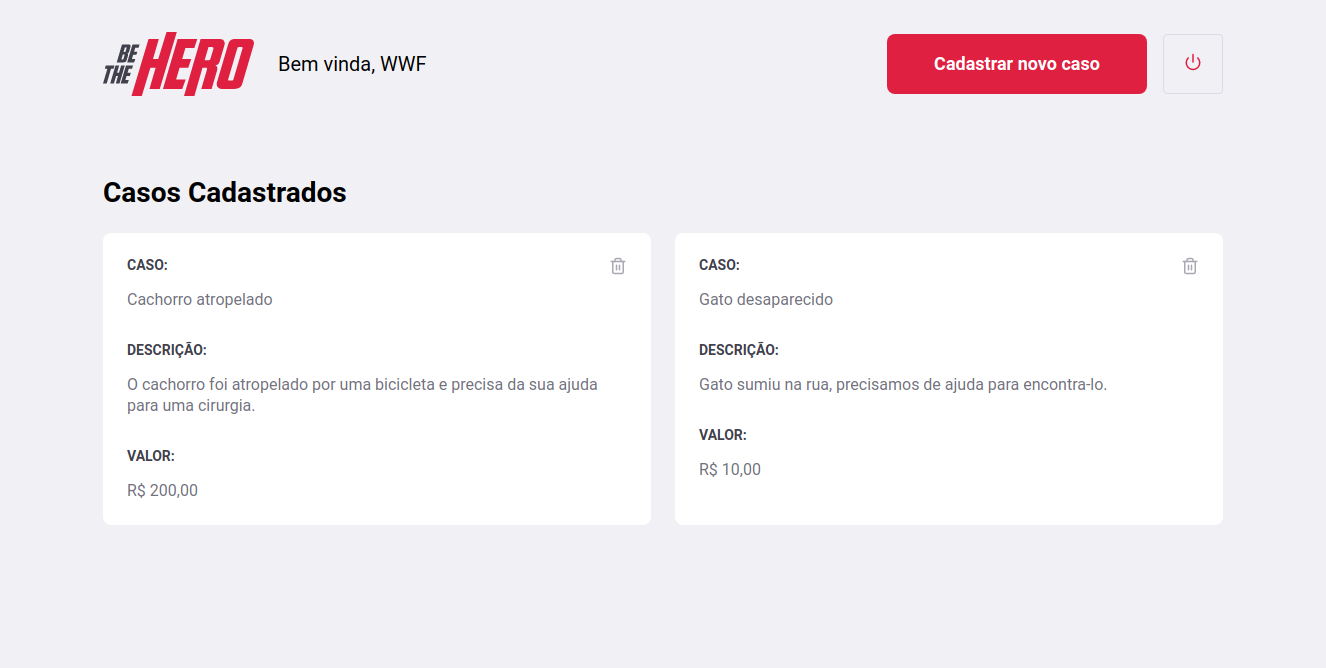 BE
THE HERO
Bem vinda, WWF
Cadastrar novo caso
Casos Cadastrados
CASO:
Cachorro atropelado
DESCRIÇÃO:
O cachorro foi atropelado por uma bicicleta e precisa da sua ajuda
para uma cirurgia.
VALOR:
R$ 200,00
CASO:
Gato desaparecido
DESCRIÇÃO:
Gato sumiu na rua, precisamos de ajuda para encontra-lo.
VALOR:
R$ 10,00